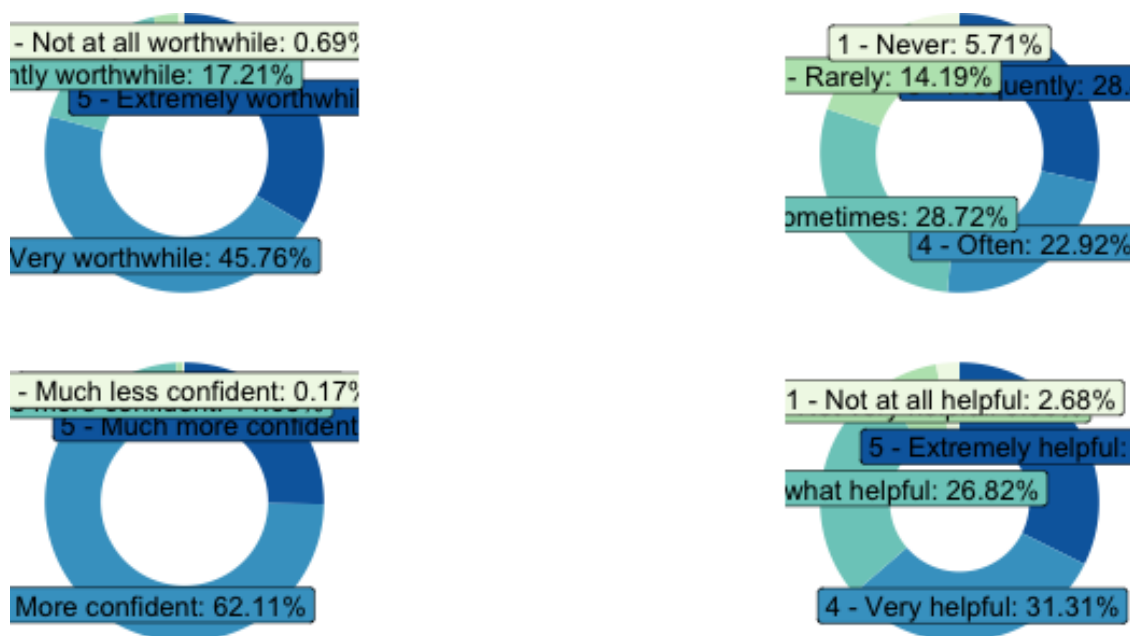 - Not at all worthwhile: 0.69%
ntly worthwhile: 17.21%
5 - Extremely worthwhil
Very worthwhile: 45.76%
1 - Never: 5.71%
- Rarely: 14.19%
quently: 28.
ometimes: 28.72%
4 - Often: 22.92%
- Much less confident: 0.17%
5 - Much more confident
More confident: 62.11%
1 - Not at all helpful: 2.68%
5 - Extremely helpful:
what helpful: 26.82%
4 - Very helpful: 31.31%